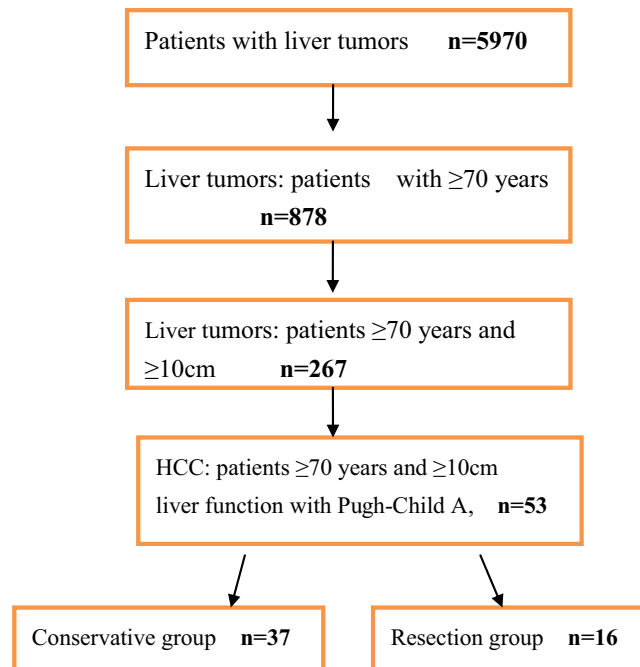 Patients with liver tumors n=5970
Liver tumors: patients with ≥70 years
n=878
Liver tumors: patients ≥70 years and
≥10cm n=267
HCC: patients ≥70 years and ≥10cm
liver function with Pugh-Child A, n=53
Conservative group n=37
Resection group n=16